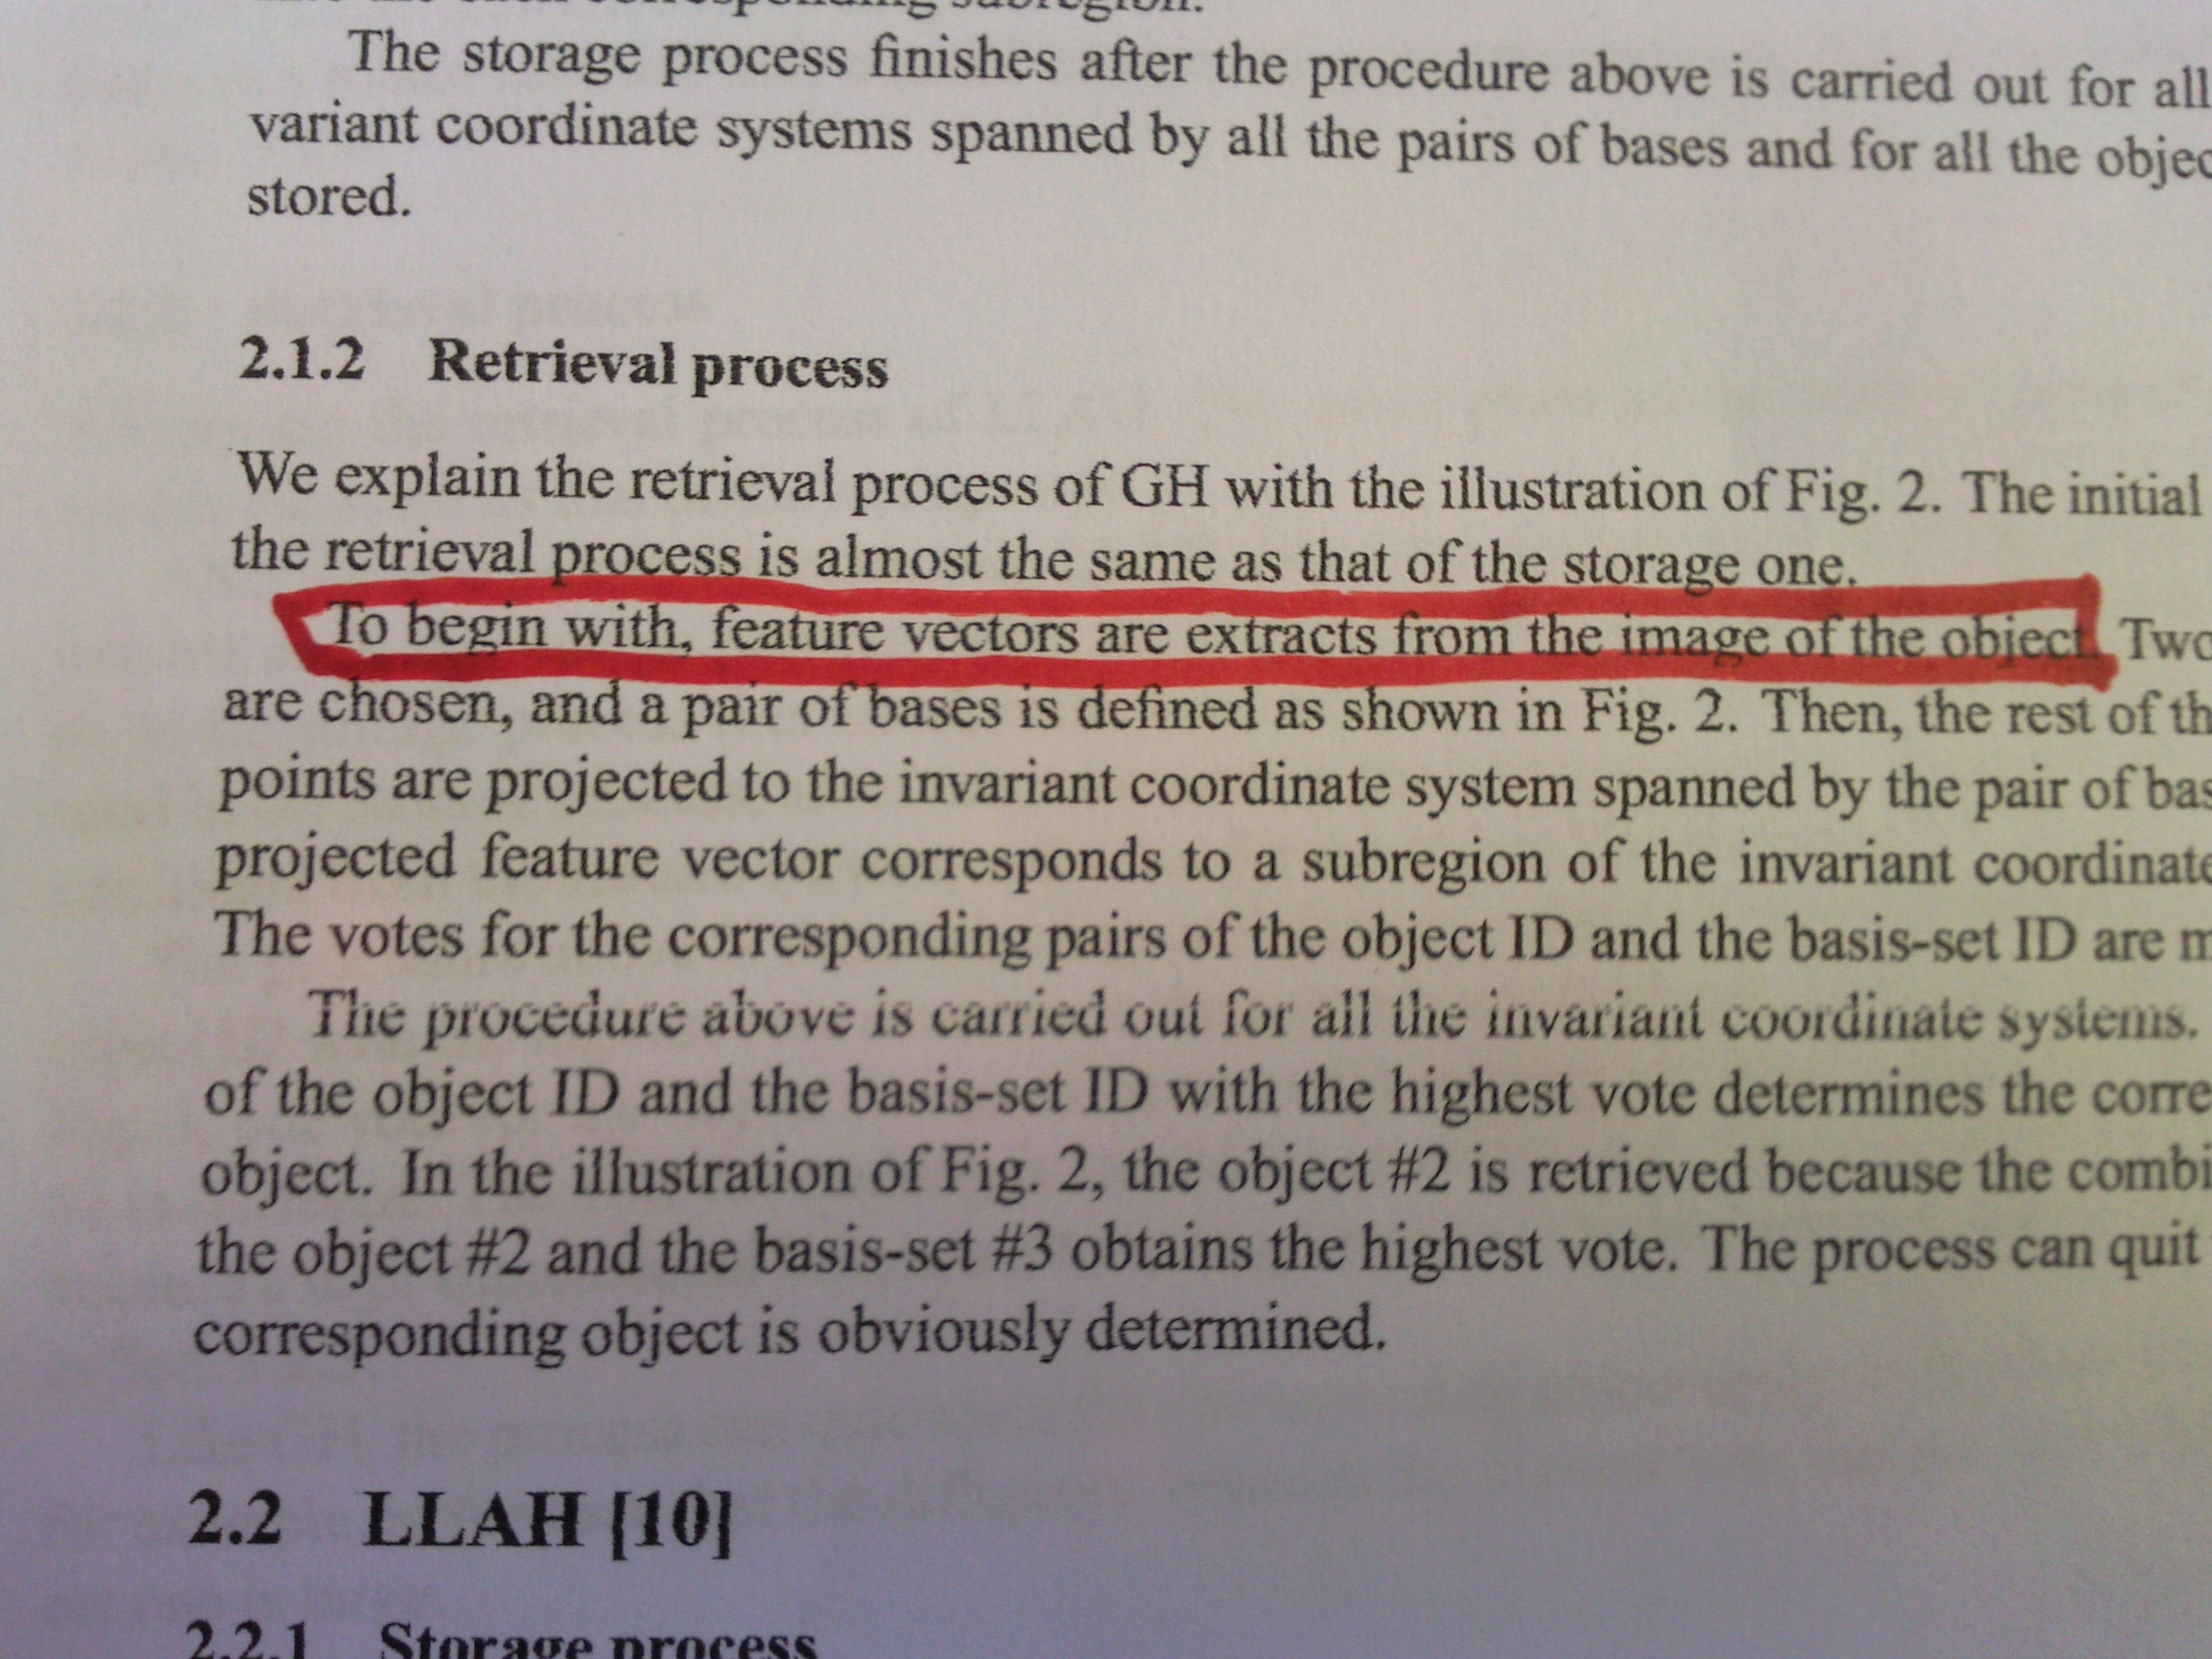 corresponding subregion.
The storage process finishes after the procedure above is carried out for all
variant coordinate systems spanned by all the pairs of bases and for all the
stored.
2.1.2 Retrieval process
We explain the retrieval process of GH with the illustration of Fig. 2. The initial
the retrieval process is almost the same as that of the storage one.
To begin with, feature vectors are extracts from the image of the object. Two
are chosen, and a pair of bases is defined as shown in Fig. 2. Then, the rest of
points are projected to the invariant coordinate system spanned by the pair of
projected feature vector corresponds to a subregion of the invariant coordinate
The votes for the corresponding pairs of the object ID and the basis-set ID are
The procedure above is carried out for all the invariant coordinate systems.
of the object ID and the basis-set ID with the highest vote determines the
object. In the illustration of Fig. 2, the object #2 is retrieved because the
the object #2 and the basis-set #3 obtains the highest vote. The process can quit
corresponding object is obviously determined.
2.2 LLAH [10]
2.2.1 Storage process